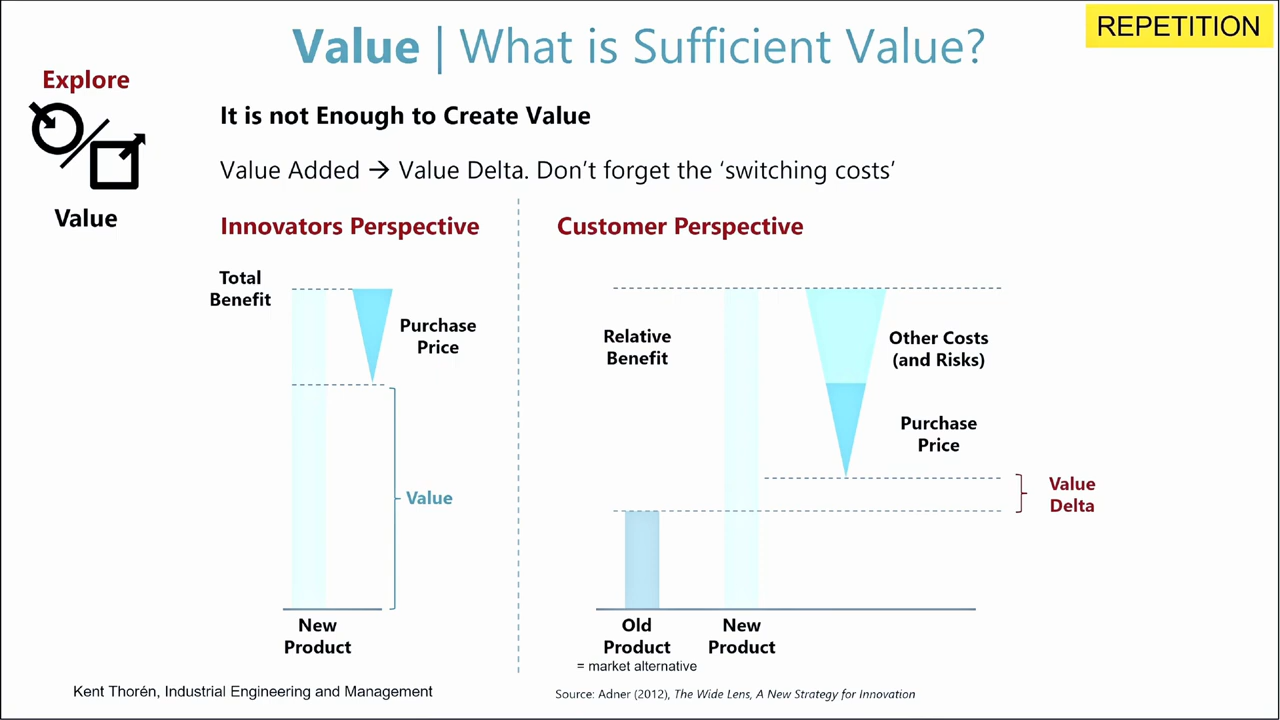 REPETITION
Value | What is Sufficient Value?
Explore
Value
It is not Enough to Create Value
Value Added → Value Delta. Don’t forget the ‘switching costs’
Innovators Perspective
Total
Benefit
Purchase
Price
Value
New
Product
Customer Perspective
Relative
Benefit
Other Costs
(and Risks)
Purchase
Price
Value
Delta
Old
Product
= market alternative
New
Product
Kent Thorén, Industrial Engineering and Management
Source: Adner (2012), The Wide Lens, A New Strategy for Innovation